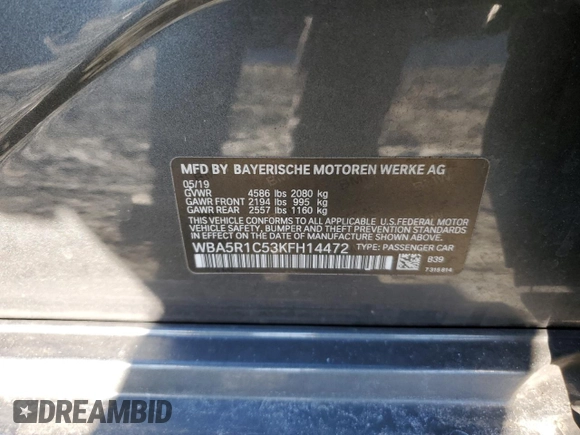 MFD BY BAYERISCHE MOTOREN WERKE AG
05/19
GVWR 4586 lbs 2080 kg
GAWR FRONT 2194 lbs 995 kg
GAWR REAR 2557 lbs 1160 kg
THIS VEHICLE CONFORMS TO ALL APPLICABLE U.S.FEDERAL MOTOR
VEHICLE SAFETY, BUMPER AND THEFT PREVENTION STANDARDS
IN EFFECT ON THE DATE OF MANUFACTURE SHOWN ABOVE.
WBA5R1C53KFH14472 TYPE: PASSENGER CAR
B39
DREAMBID